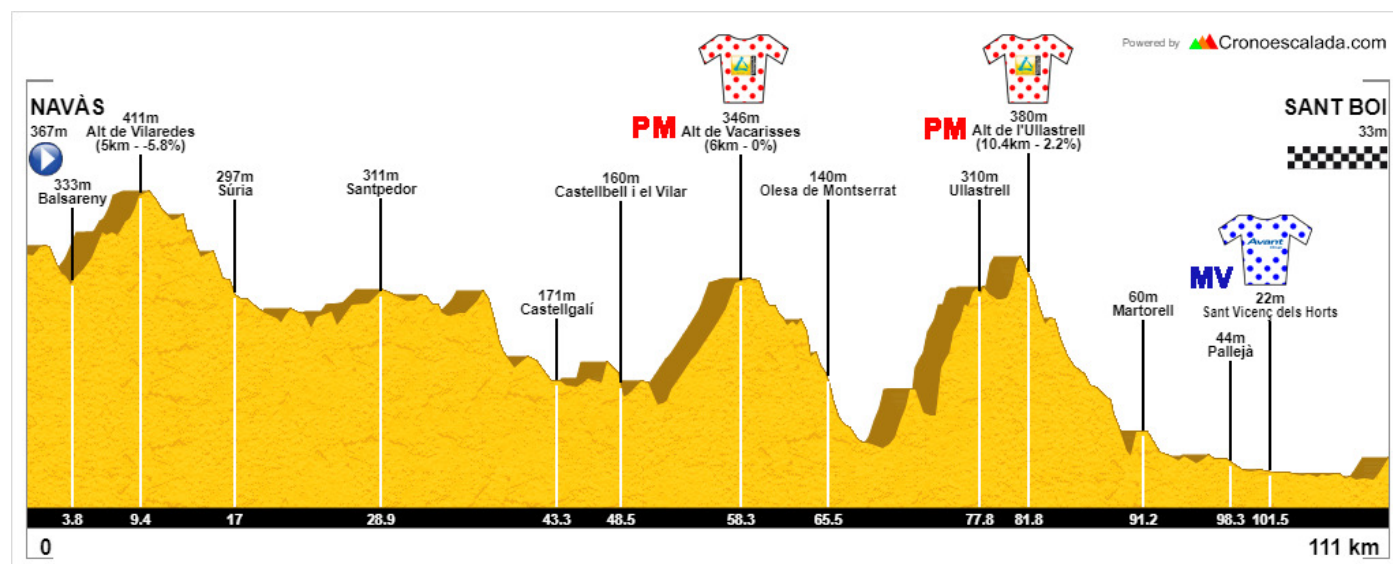 Powered by Cronoescalada.com
NAVÀS
367m
333m
Balsareny
411m
Alt de Vilaredes
(5km - -5.8%)
297m
Súria
311m
Santpedor
171m
Castellgalí
160m
Castellbell i el Vilar
PM
346m
Alt de Vacarisses
(6km - 0%)
140m
Olesa de Montserrat
310m
Ullastrell
PM
380m
Alt de l'Ullastrell
(10.4km - 2.2%)
60m
Martorell
44m
Pallejà
MV
Avant
22m
Sant Vicenç dels Horts
SANT BOI
33m
3.8 9.4 17 28.9 43.3 48.5 58.3 65.5 77.8 81.8 91.2 98.3 101.5
0 111 km